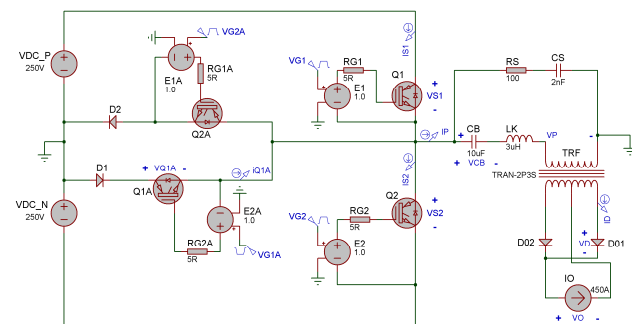 VG2A
VDC_P
250V
E1A
1.0
RG1A
5R
VG1
RG1
5R
IS1
Q1
E1
1.0
VS1
RS
100
CS
2nF
D2
Q2A
IP
CB
10uF
VCB
LK
3uH
VP
TRF
TRAN-2P3S
D1
VQ1A
iQ1A
Q1A
IS2
VDC_N
250V
E2A
1.0
RG2A
5R
VG1A
VG2
RG2
5R
Q2
VS2
E2
1.0
ID
D02
VD
D01
IO
450A
VO